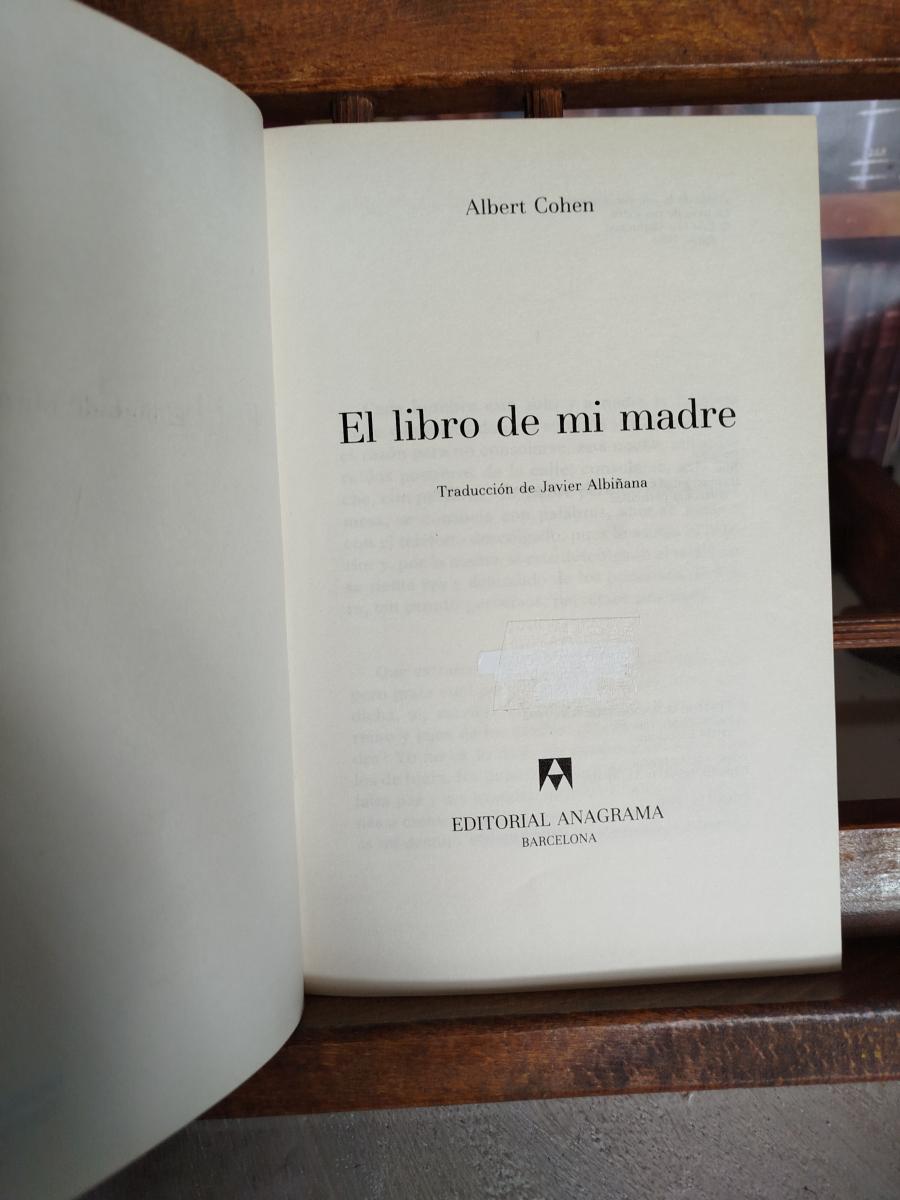 Albert Cohen
El libro de mi madre
Traducción de Javier Albiñana
EDITORIAL ANAGRAMA
BARCELONA